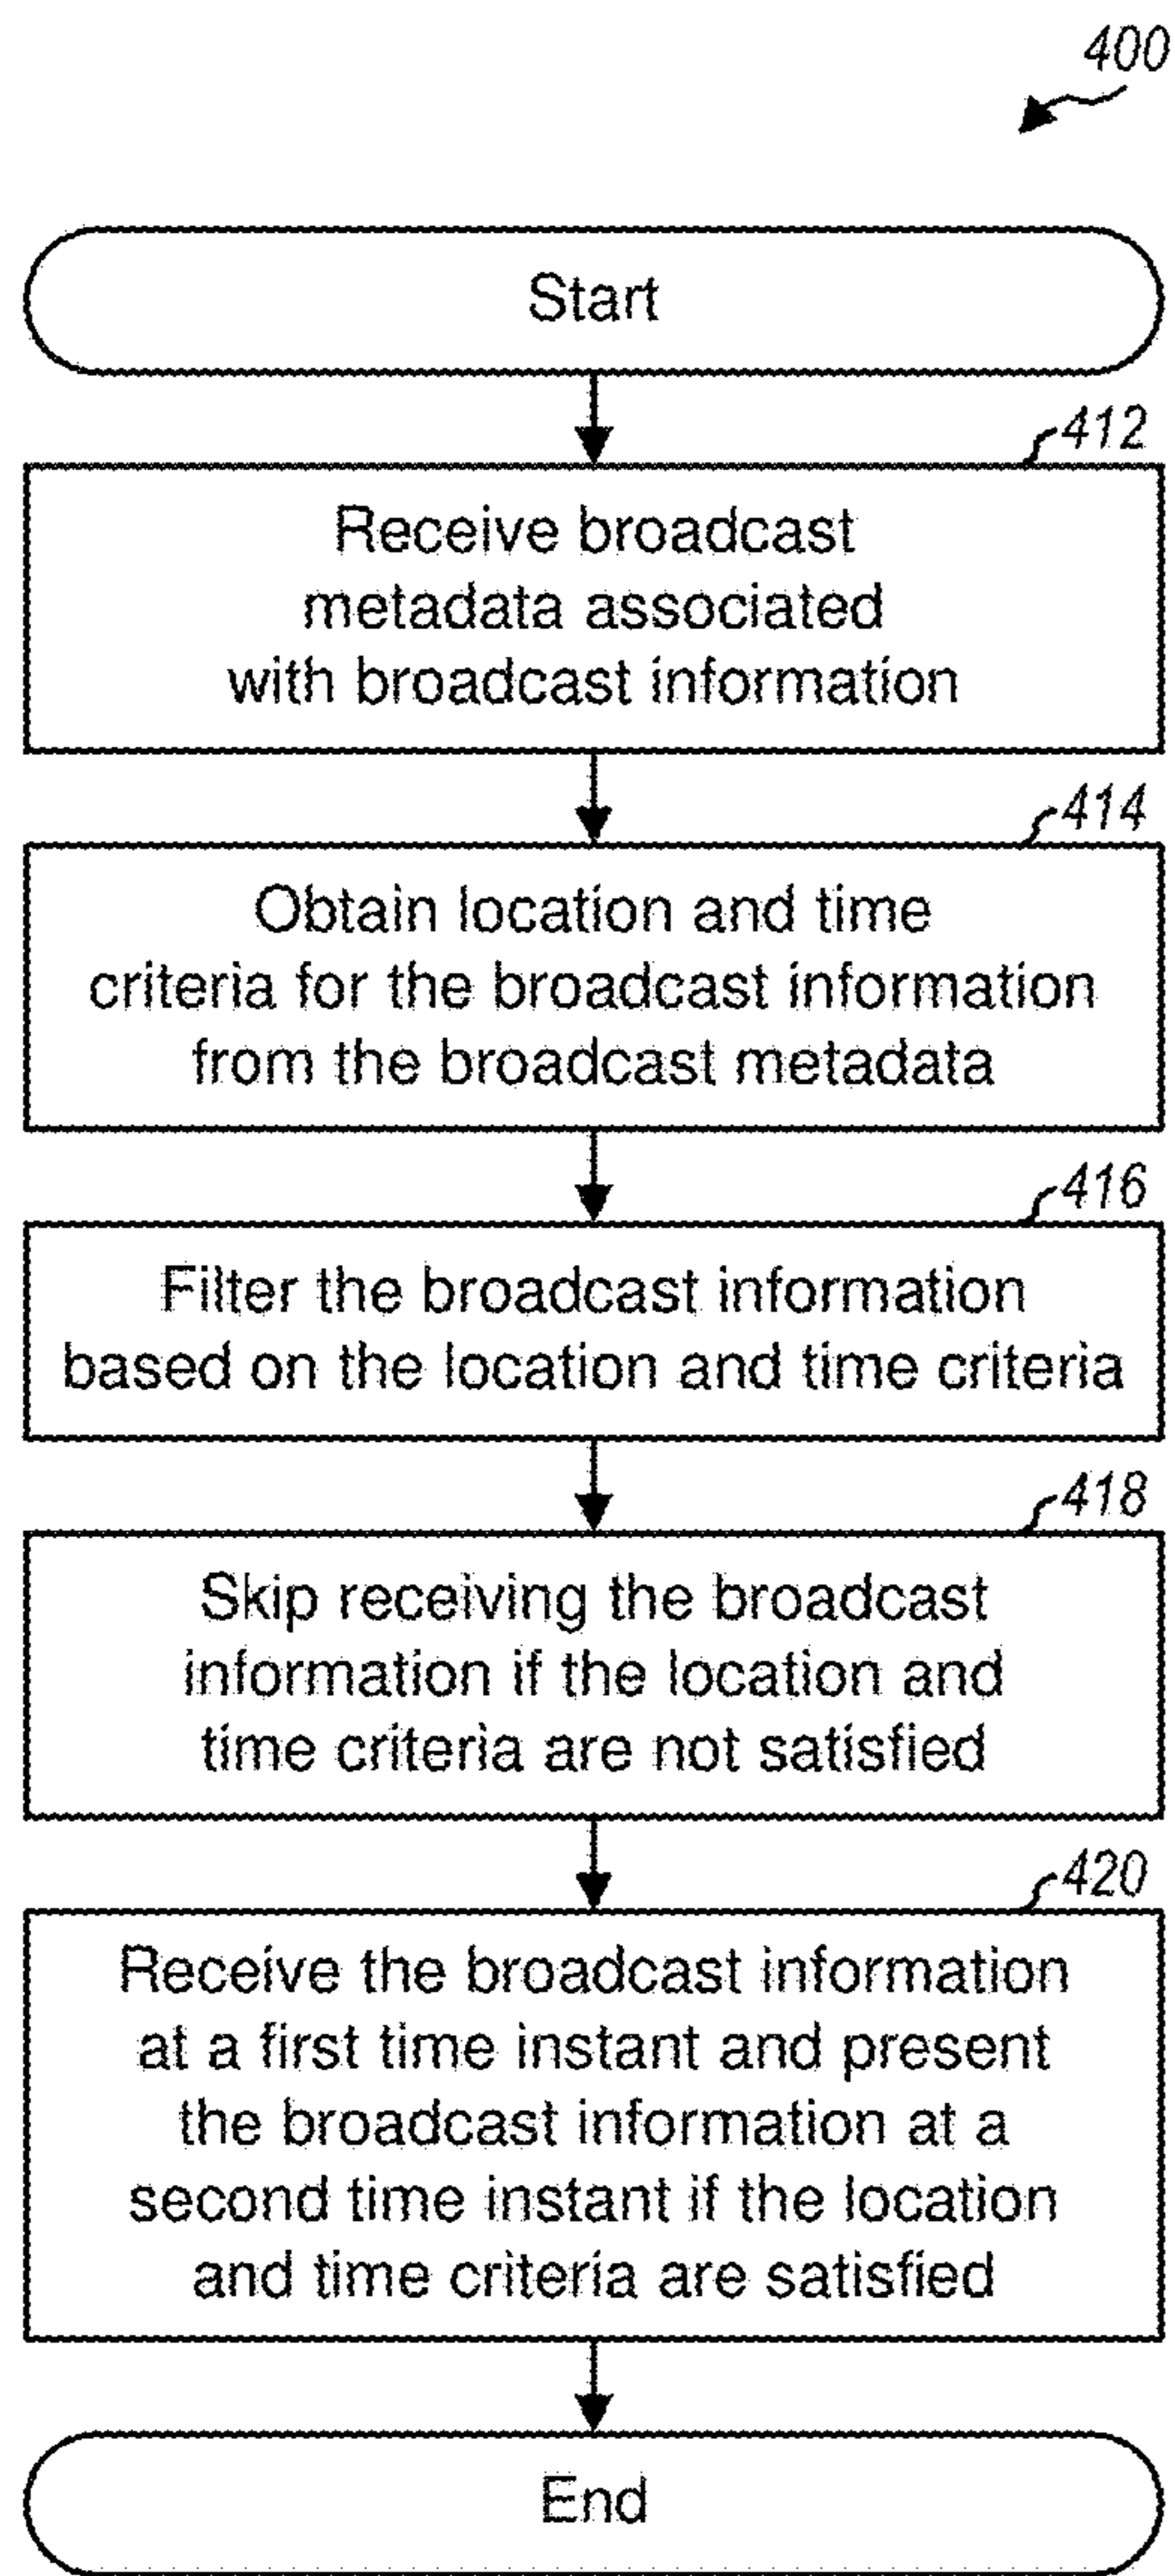 400
Start
412
Receive broadcast
metadata associated
with broadcast information
414
Obtain location and time
criteria for the broadcast information
from the broadcast metadata
416
Filter the broadcast information
based on the location and time criteria
418
Skip receiving the broadcast
information if the location and
time criteria are not satisfied
420
Receive the broadcast information
at a first time instant and present
the broadcast information at a
second time instant if the location
and time criteria are satisfied
End